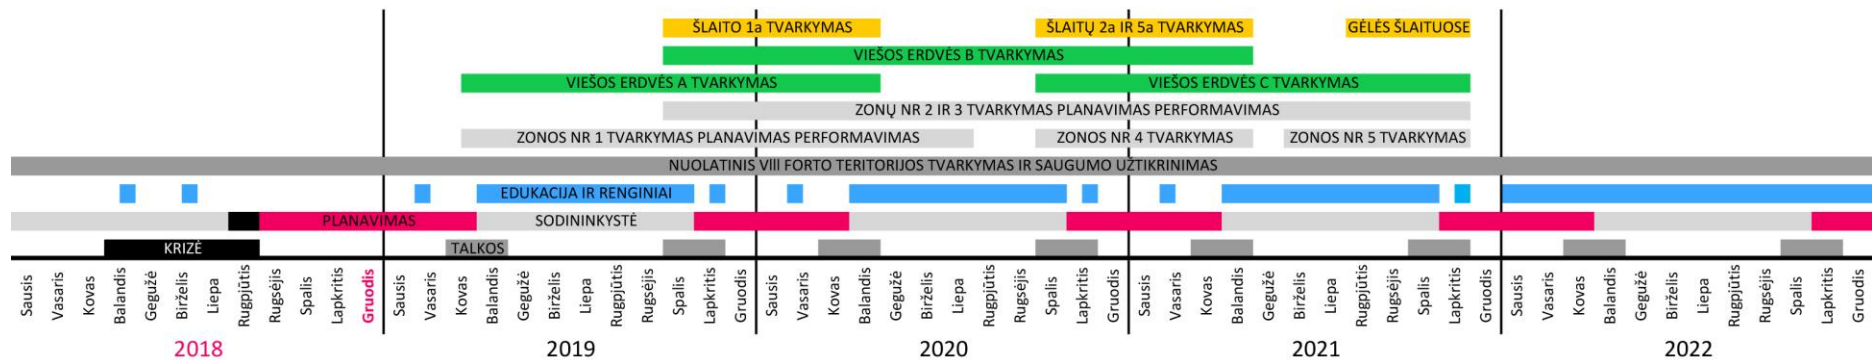 ŠLAITO 1a TVARKYMAS
ŠLAITŲ 2a IR 5a TVARKYMAS
GĖLĖS ŠLAITUOSE
VIEŠOS ERDVĖS B TVARKYMAS
VIEŠOS ERDVĖS A TVARKYMAS
VIEŠOS ERDVĖS C TVARKYMAS
ZONŲ NR 2 IR 3 TVARKYMAS PLANAVIMAS PERFORMAVIMAS
ZONOS NR 1 TVARKYMAS PLANAVIMAS PERFORMAVIMAS
ZONOS NR 4 TVARKYMAS
ZONOS NR 5 TVARKYMAS
NUOLATINIS VIII FORTO TERITORIJOS TVARKYMAS IR SAUGUMO UŽTIKRINIMAS
EDUKACIJA IR RENGINIAI
PLANAVIMAS
SODININKYSTĖ
KRIZĖ
TALKOS
Sausis
Vasaris
Kovas
Balandis
Gegužė
Birželis
Liepa
Rugpjūtis
Rugsėjis
Spalis
Lapkritis
Gruodis
Sausis
Vasaris
Kovas
Balandis
Gegužė
Birželis
Liepa
Rugpjūtis
Rugsėjis
Spalis
Lapkritis
Gruodis
Sausis
Vasaris
Kovas
Balandis
Gegužė
Birželis
Liepa
Rugpjūtis
Rugsėjis
Spalis
Lapkritis
Gruodis
Sausis
Vasaris
Kovas
Balandis
Gegužė
Birželis
Liepa
Rugpjūtis
Rugsėjis
Spalis
Lapkritis
Gruodis
Sausis
Vasaris
Kovas
Balandis
Gegužė
Birželis
Liepa
Rugpjūtis
Rugsėjis
Spalis
Lapkritis
Gruodis
2018
2019
2020
2021
2022